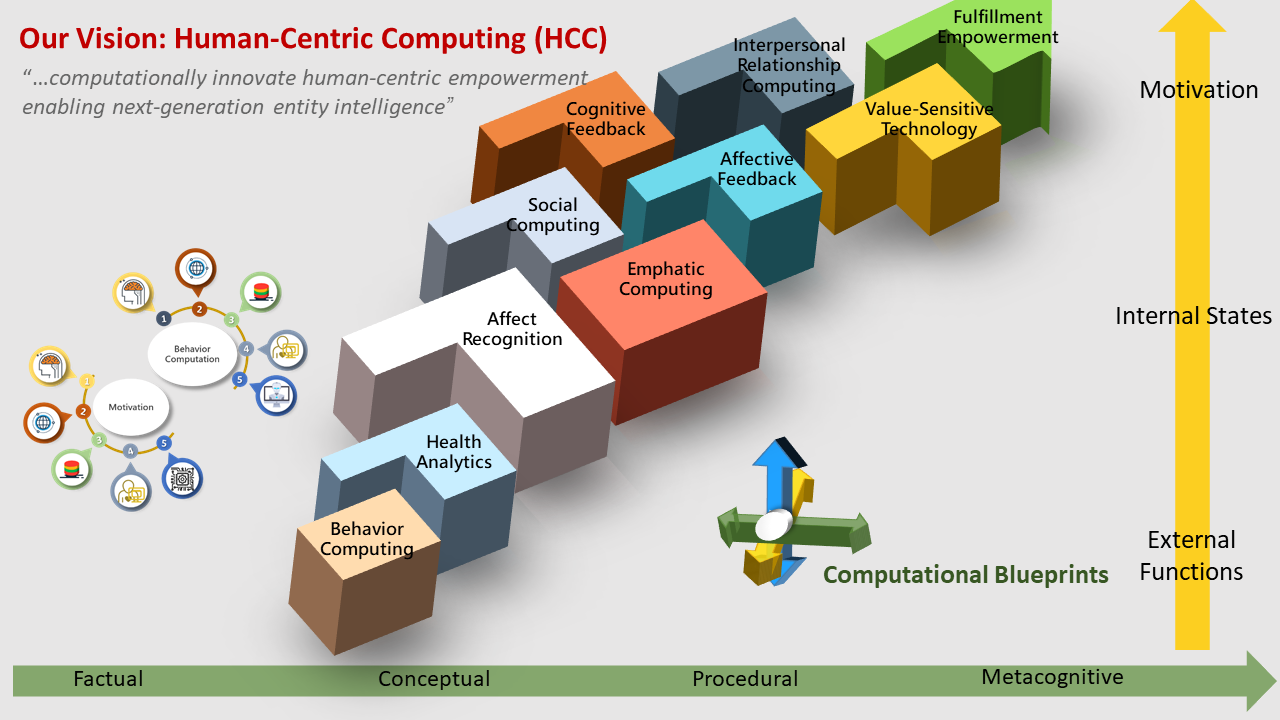 Our Vision: Human-Centric Computing (HCC)
“…computationally innovate human-centric empowerment
enabling next-generation entity intelligence”
Fulfillment
Empowerment
Interpersonal
Relationship
Computing
Value-Sensitive
Technology
Cognitive
Feedback
Affective
Feedback
Social
Computing
Emphatic
Computing
Affect
Recognition
Health
Analytics
Behavior
Computing
1
2
3
4
5
Behavior
Computation
1
2
3
4
5
Motivation
Computational Blueprints
Motivation
Internal States
External
Functions
Factual
Conceptual
Procedural
Metacognitive